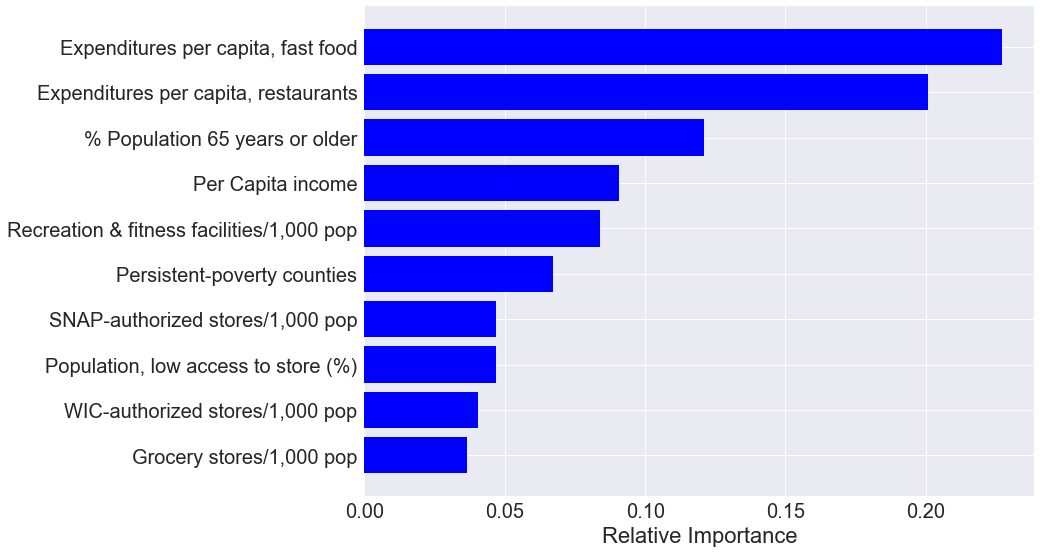 Expenditures per capita, fast food
Expenditures per capita, restaurants
% Population 65 years or older
Per Capita income
Recreation & fitness facilities/1,000 pop
Persistent-poverty counties
SNAP-authorized stores/1,000 pop
Population, low access to store (%)
WIC-authorized stores/1,000 pop
Grocery stores/1,000 pop
0.00 0.05 0.10 0.15 0.20
Relative Importance